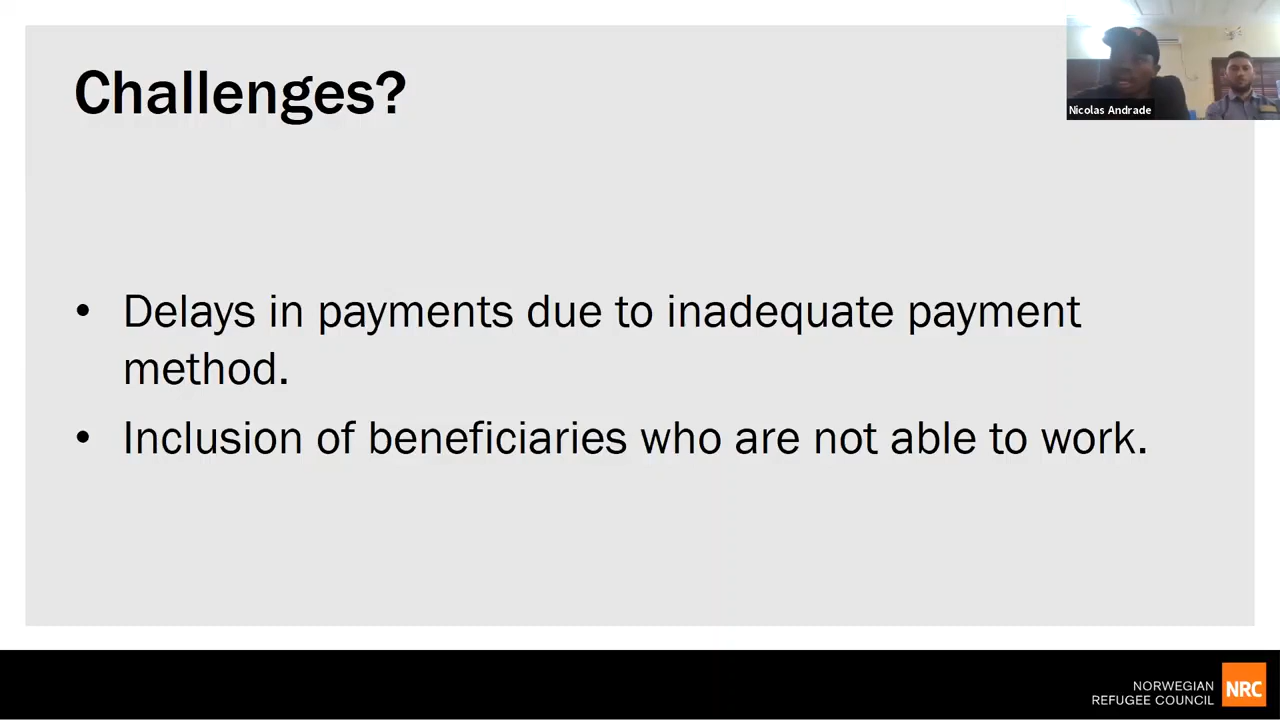 Challenges?
Nicolas Andrade
• Delays in payments due to inadequate payment
method.
• Inclusion of beneficiaries who are not able to work.
NORWEGIAN
REFUGEE COUNCIL
NRC